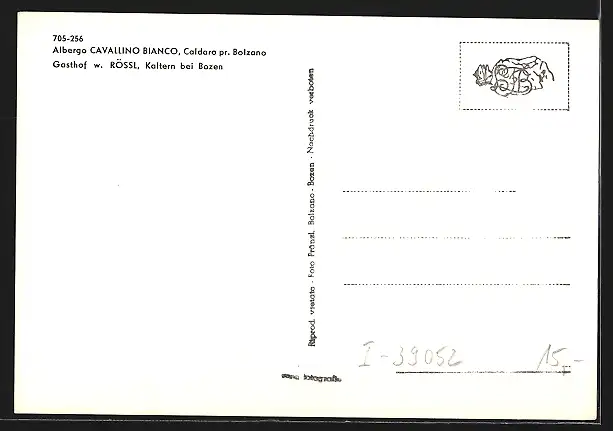 705-256
Albergo CAVALLINO BIANCO, Caldaro pr. Bolzano
Gasthof w. RÖSSL, Kaltern bei Bozen
Riprod. vietata - Foto Fränzl, Bolzano - Bozen - Nachdruck verboten
I-39052 15,-